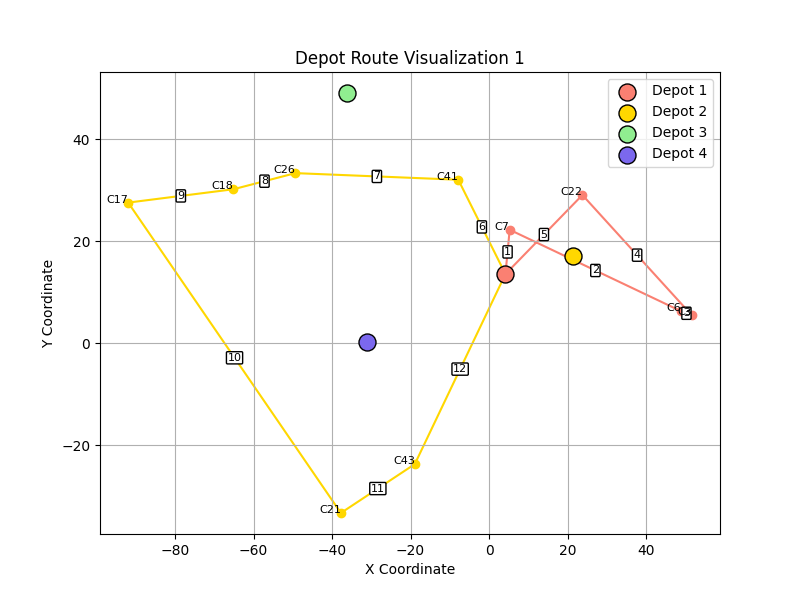 Depot Route Visualization 1
Depot 1
Depot 2
Depot 3
Depot 4
Y Coordinate
40
20
0
−20
C17
9
C18
8
C26
7
C41
6
C7
1
5
C22
4
2
C6
3
10
12
C43
11
C21
−80
−60
−40
−20
0
20
40
X Coordinate